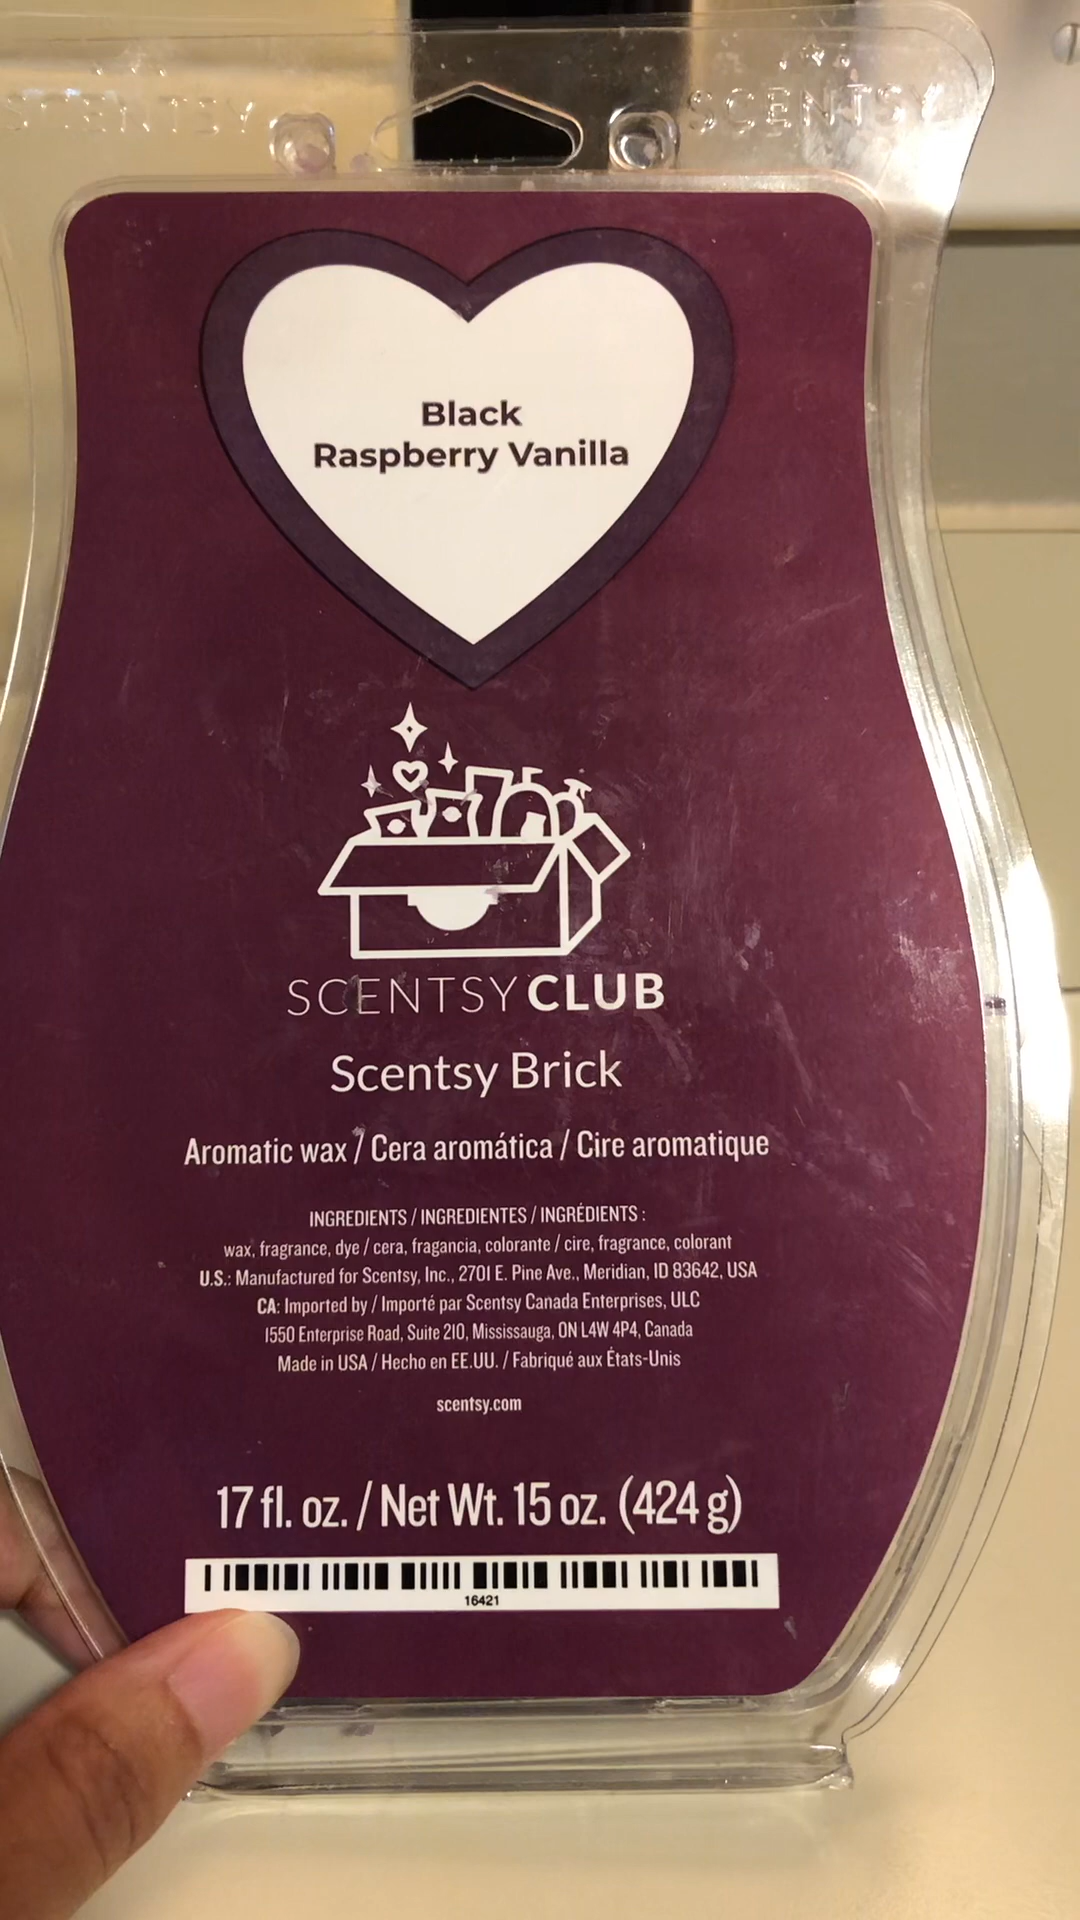 SCENTSY SCENTSY
Black
Raspberry Vanilla
SCENTSY CLUB
Scentsy Brick
Aromatic wax / Cera aromática / Cire aromatique
INGREDIENTS / INGREDIENTES / INGRÉDIENTS :
wax, fragrance, dye / cera, fragancia, colorante / cire, fragrance, colorant
U.S.: Manufactured for Scentsy, Inc., 2701 E. Pine Ave., Meridian, ID 83642, USA
CA: Imported by / Importé par Scentsy Canada Enterprises, ULC
1550 Enterprise Road, Suite 210, Mississauga, ON L4W 4P4, Canada
Made in USA / Hecho en EE.UU. / Fabriqué aux États-Unis
scentsy.com
17 fl. oz. / Net Wt. 15 oz. (424 g)
16421